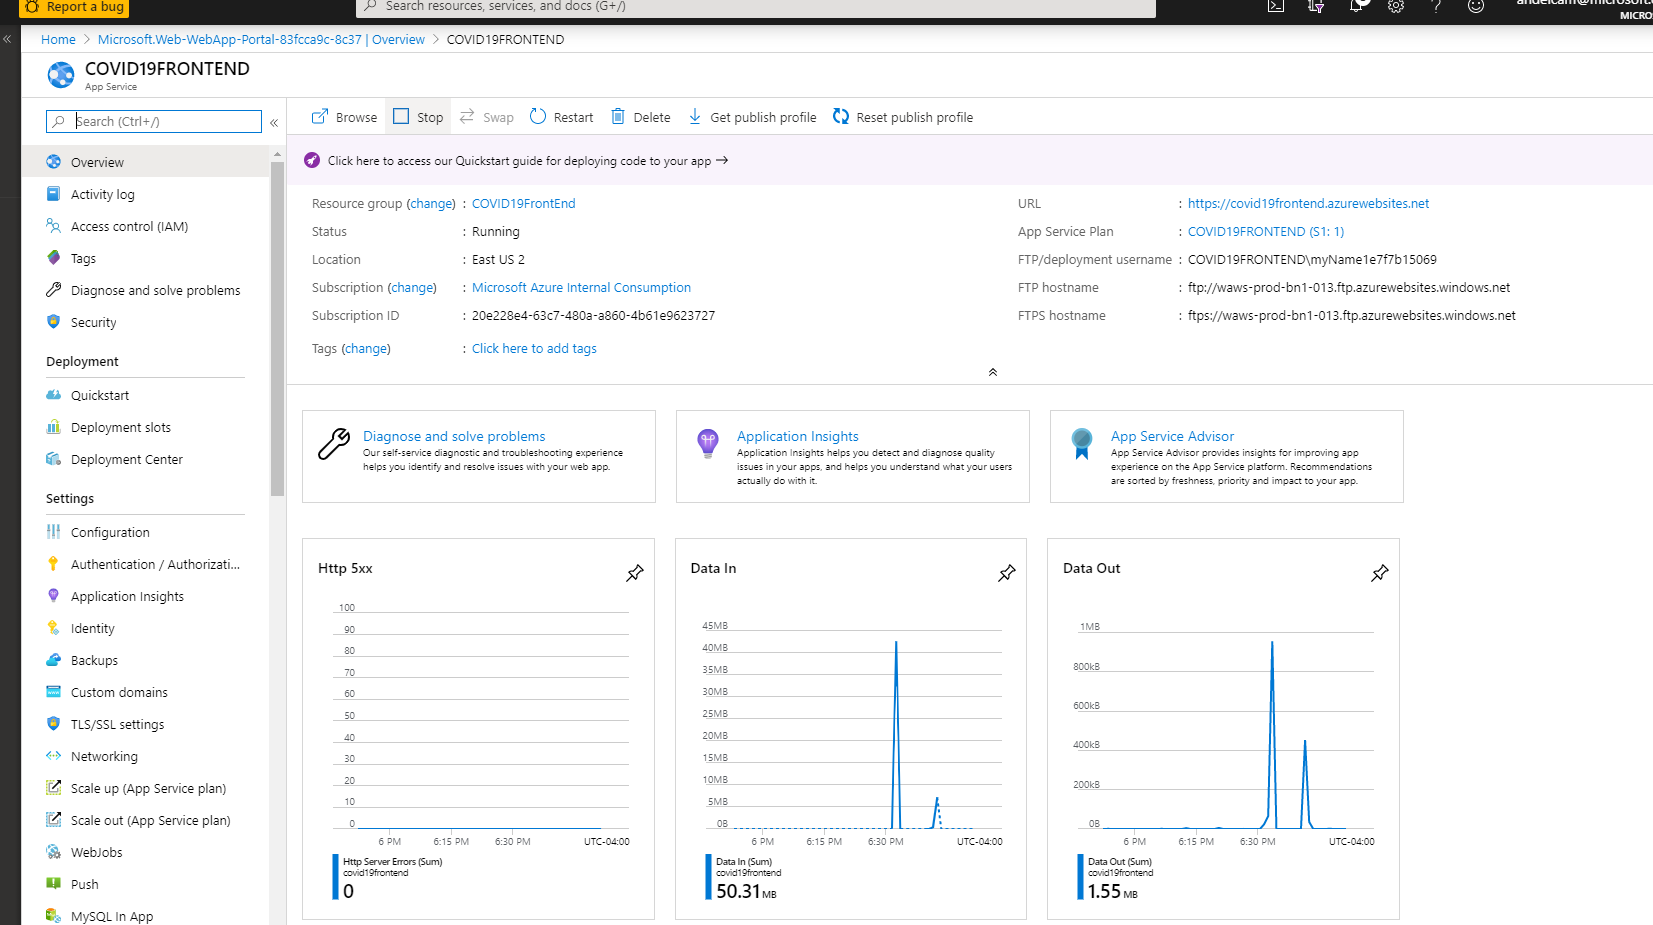 Report a bug
Search resources, services, and docs (G+/)
MICRO
Home > Microsoft.Web-WebApp-Portal-83fcca9c-8c37 | Overview > COVID19FRONTEND
COVID19FRONTEND
App Service
Search (Ctrl+/)
Overview
Activity log
Access control (IAM)
Tags
Diagnose and solve problems
Security
Deployment
Quickstart
Deployment slots
Deployment Center
Settings
Configuration
Authentication / Authorizati...
Application Insights
Identity
Backups
Custom domains
TLS/SSL settings
Networking
Scale up (App Service plan)
Scale out (App Service plan)
WebJobs
Push
MySQL In App
Browse Stop Swap Restart Delete Get publish profile Reset publish profile
Click here to access our Quickstart guide for deploying code to your app →
Resource group (change) : COVID19FrontEnd
Status : Running
Location : East US 2
Subscription (change) : Microsoft Azure Internal Consumption
Subscription ID : 20e228e4-63c7-480a-a860-4b61e9623727
Tags (change) : Click here to add tags
URL : https://covid19frontend.azurewebsites.net
App Service Plan : COVID19FRONTEND (S1: 1)
FTP/deployment username : COVID19FRONTEND\myName1e7f7b15069
FTP hostname : ftp://waws-prod-bn1-013.ftp.azurewebsites.windows.net
FTPS hostname : ftps://waws-prod-bn1-013.ftp.azurewebsites.windows.net
Diagnose and solve problems
Our self-service diagnostic and troubleshooting experience
helps you identify and resolve issues with your web app.
Application Insights
Application Insights helps you detect and diagnose quality
issues in your apps, and helps you understand what your users
actually do with it.
App Service Advisor
App Service Advisor provides insights for improving app
experience on the App Service platform. Recommendations
are sorted by freshness, priority and impact to your app.
Http 5xx
100
90
80
70
60
50
40
30
20
10
0
6 PM 6:15 PM 6:30 PM UTC-04:00
Http Server Errors (Sum)
covid19frontend
0
Data In
45MB
40MB
35MB
30MB
25MB
20MB
15MB
10MB
5MB
0B
6 PM 6:15 PM 6:30 PM UTC-04:00
Data In (Sum)
covid19frontend
50.31 MB
Data Out
1MB
800kB
600kB
400kB
200kB
0B
6 PM 6:15 PM 6:30 PM UTC-04:00
Data Out (Sum)
covid19frontend
1.55 MB